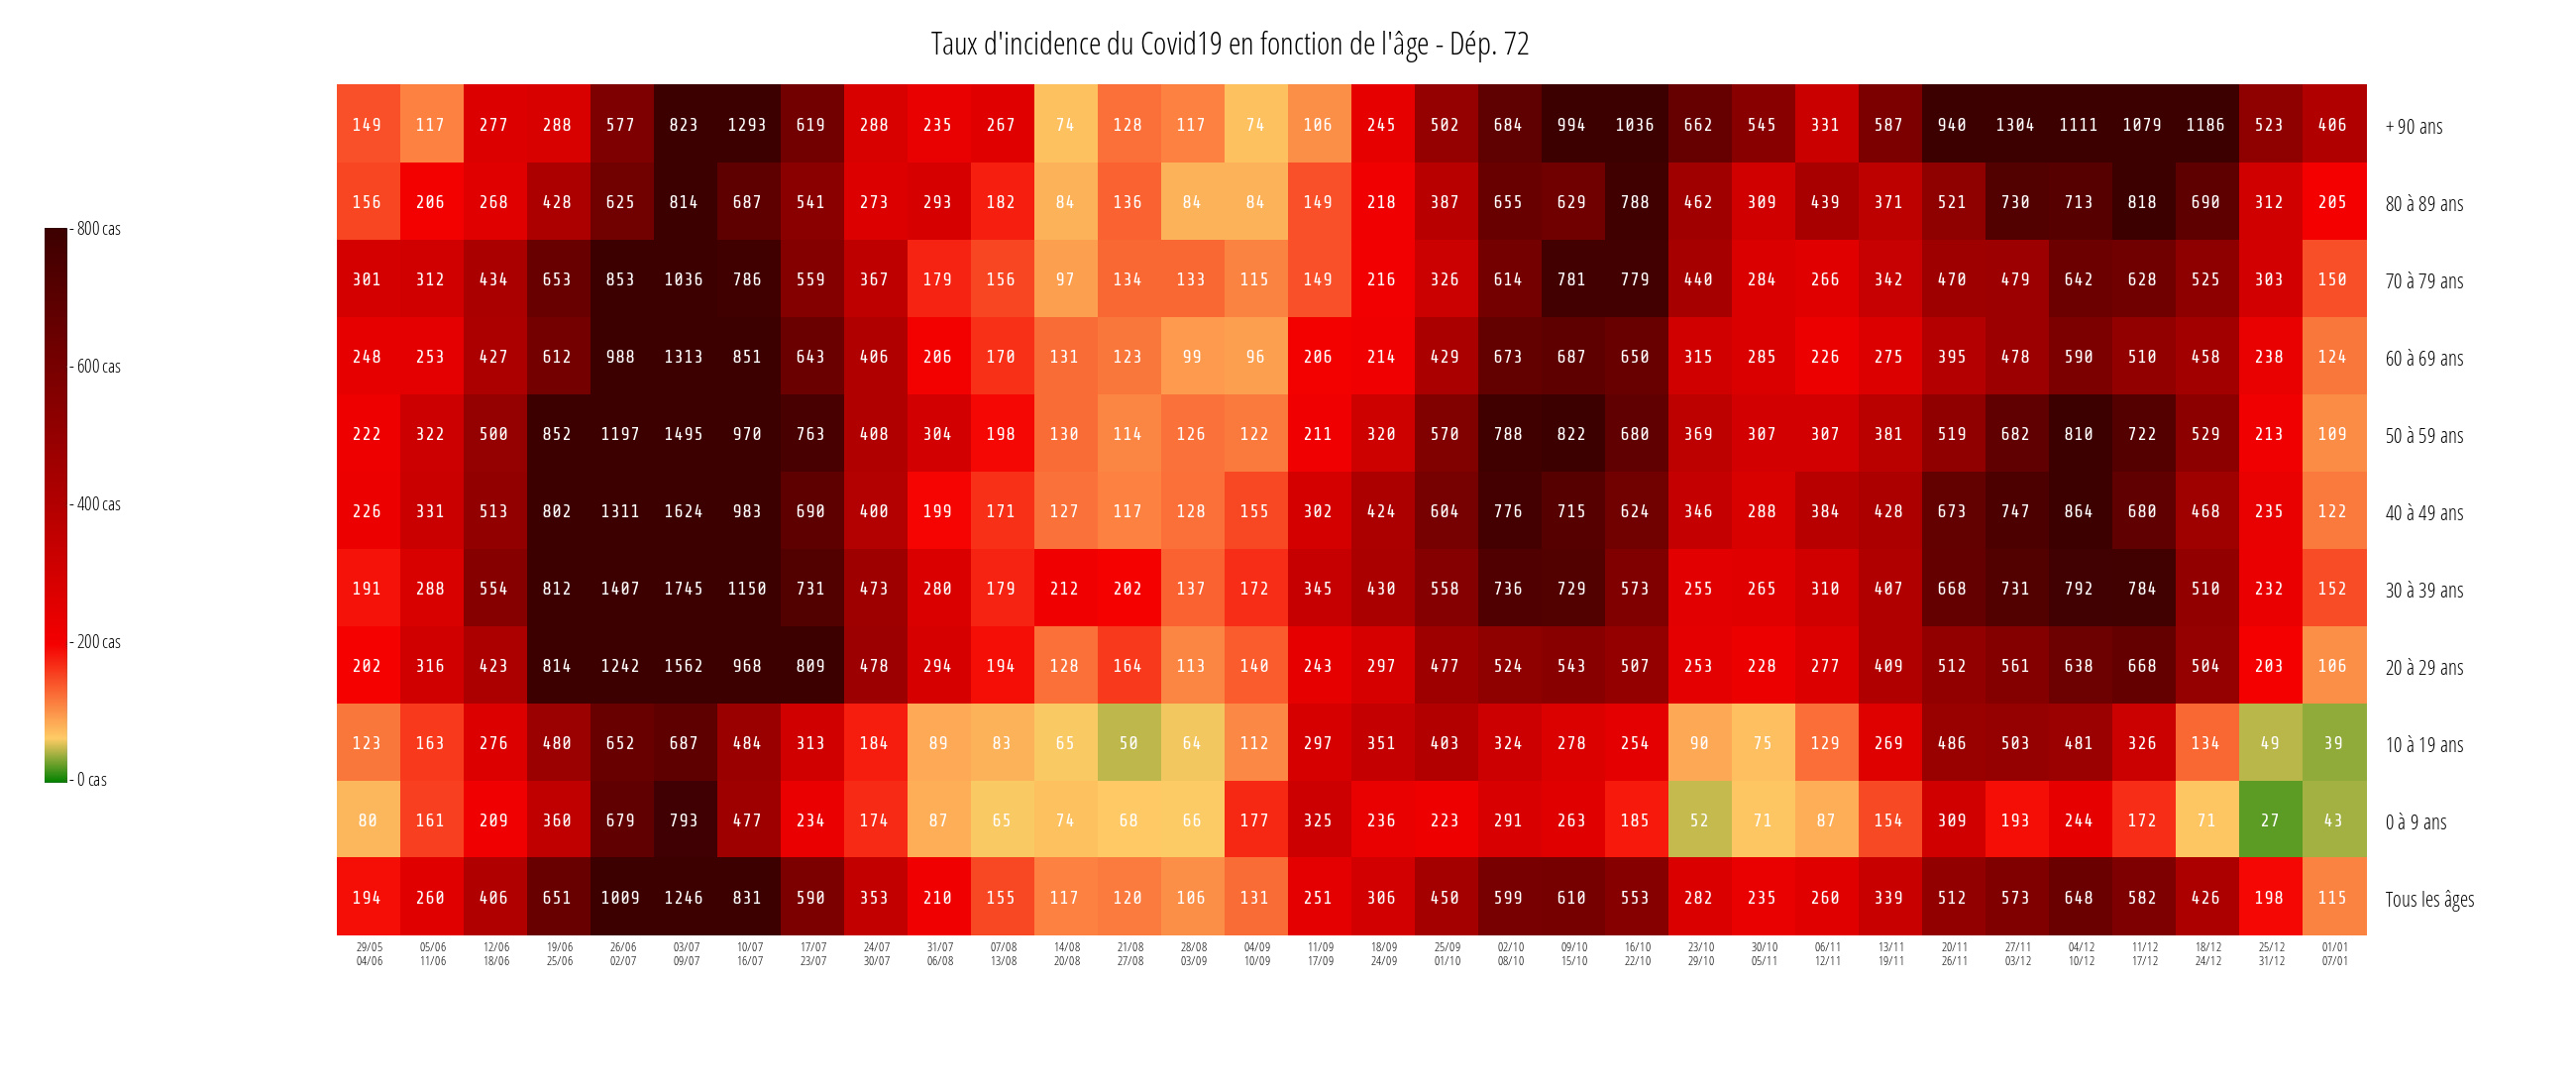 Taux d'incidence du Covid19 en fonction de l'âge - Dép. 72
- 800 cas
- 600 cas
- 400 cas
- 200 cas
- 0 cas
149 117 277 288 577 823 1293 619 288 235 267 74 128 117 74 106 245 502 684 994 1036 662 545 331 587 940 1304 1111 1079 1186 523 406 + 90 ans
156 206 268 428 625 814 687 541 273 293 182 84 136 84 84 149 218 387 655 629 788 462 309 439 371 521 730 713 818 690 312 205 80 à 89 ans
301 312 434 653 853 1036 786 559 367 179 156 97 134 133 115 149 216 326 614 781 779 440 284 266 342 470 479 642 628 525 303 150 70 à 79 ans
248 253 427 612 988 1313 851 643 406 206 170 131 123 99 96 206 214 429 673 687 650 315 285 226 275 395 478 590 510 458 238 124 60 à 69 ans
222 322 500 852 1197 1495 970 763 408 304 198 130 114 126 122 211 320 570 788 822 680 369 307 307 381 519 682 810 722 529 213 109 50 à 59 ans
226 331 513 802 1311 1624 983 690 400 199 171 127 117 128 155 302 424 604 776 715 624 346 288 384 428 673 747 864 680 468 235 122 40 à 49 ans
191 288 554 812 1407 1745 1150 731 473 280 179 212 202 137 172 345 430 558 736 729 573 255 265 310 407 668 731 792 784 510 232 152 30 à 39 ans
202 316 423 814 1242 1562 968 809 478 294 194 128 164 113 140 243 297 477 524 543 507 253 228 277 409 512 561 638 668 504 203 106 20 à 29 ans
123 163 276 480 652 687 484 313 184 89 83 65 50 64 112 297 351 403 324 278 254 90 75 129 269 486 503 481 326 134 49 39 10 à 19 ans
80 161 209 360 679 793 477 234 174 87 65 74 68 66 177 325 236 223 291 263 185 52 71 87 154 309 193 244 172 71 27 43 0 à 9 ans
194 260 406 651 1009 1246 831 590 353 210 155 117 120 106 131 251 306 450 599 610 553 282 235 260 339 512 573 648 582 426 198 115 Tous les âges
29/05 05/06 12/06 19/06 26/06 03/07 10/07 17/07 24/07 31/07 07/08 14/08 21/08 28/08 04/09 11/09 18/09 25/09 02/10 09/10 16/10 23/10 30/10 06/11 13/11 20/11 27/11 04/12 11/12 18/12 25/12 01/01
04/06 11/06 18/06 25/06 02/07 09/07 16/07 23/07 30/07 06/08 13/08 20/08 27/08 03/09 10/09 17/09 24/09 01/10 08/10 15/10 22/10 29/10 05/11 12/11 19/11 26/11 03/12 10/12 17/12 24/12 31/12 07/01